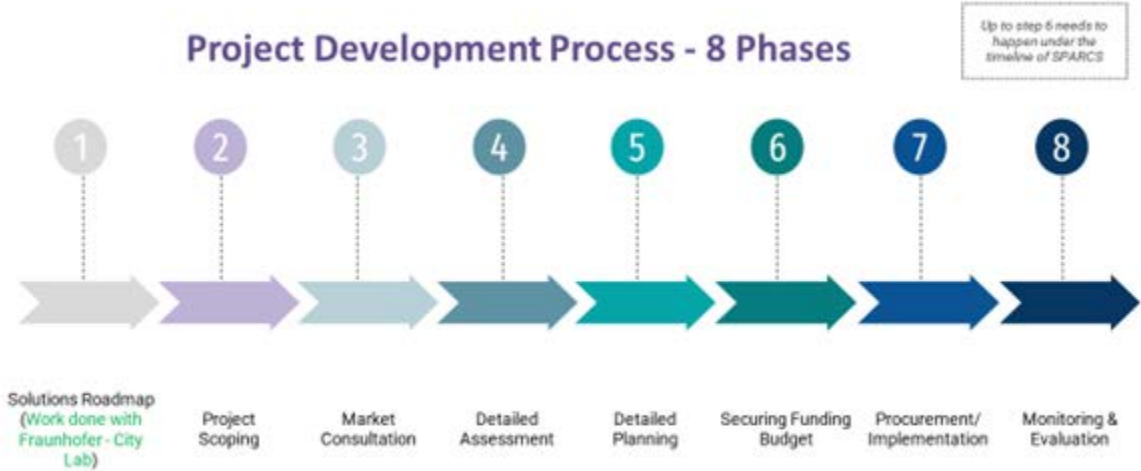 Project Development Process - 8 Phases
Up to step 6 needs to
happen under the
timeline of SPARCS
1
2
3
4
5
6
7
8
Solutions Roadmap
(Work done with
Fraunhofer - City
Lab)
Project
Scoping
Market
Consultation
Detailed
Assessment
Detailed
Planning
Securing Funding
Budget
Procurement/
Implementation
Monitoring &
Evaluation